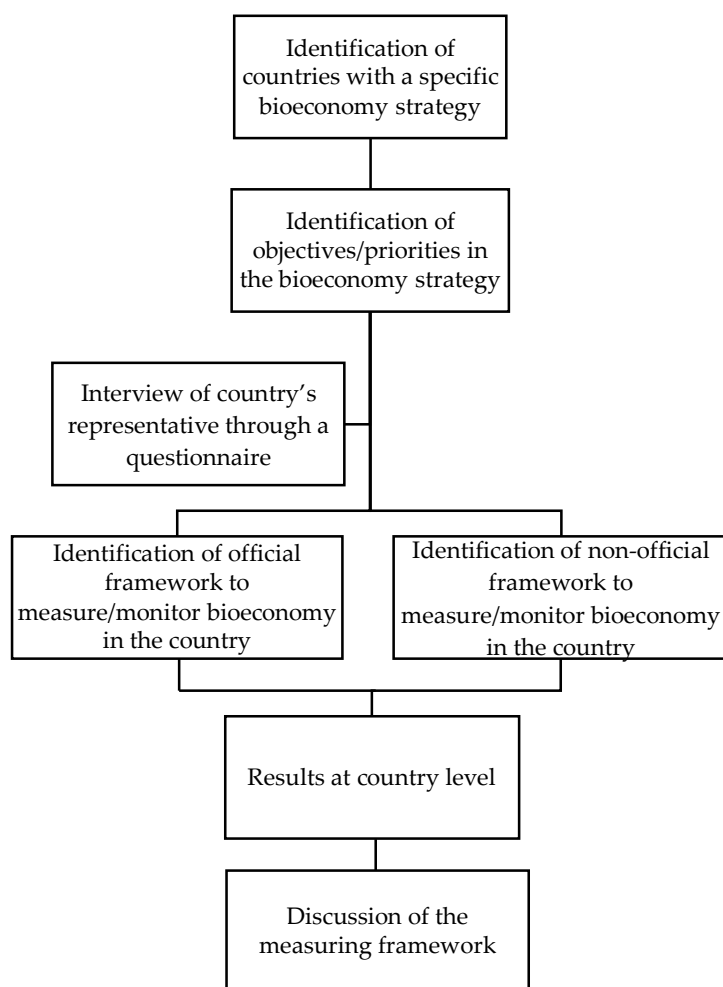 Identification of
countries with a specific
bioeconomy strategy
Identification of
objectives/priorities in
the bioeconomy strategy
Interview of country’s
representative through a
questionnaire
Identification of official
framework to
measure/monitor bioeconomy
in the country
Identification of non-official
framework to
measure/monitor bioeconomy
in the country
Results at country level
Discussion of the
measuring framework